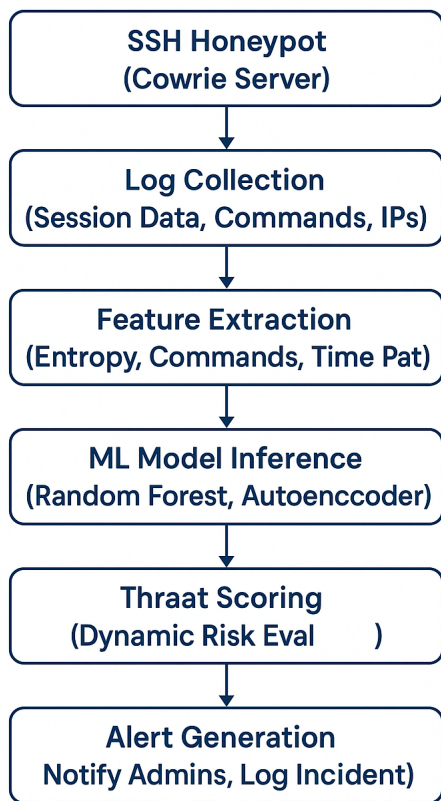 SSH Honeypot
(Cowrie Server)
Log Collection
(Session Data, Commands, IPs)
Feature Extraction
(Entropy, Commands, Time Pat)
ML Model Inference
(Random Forest, Autoenccoder)
Thraat Scoring
(Dynamic Risk Eval )
Alert Generation
Notify Admins, Log Incident)